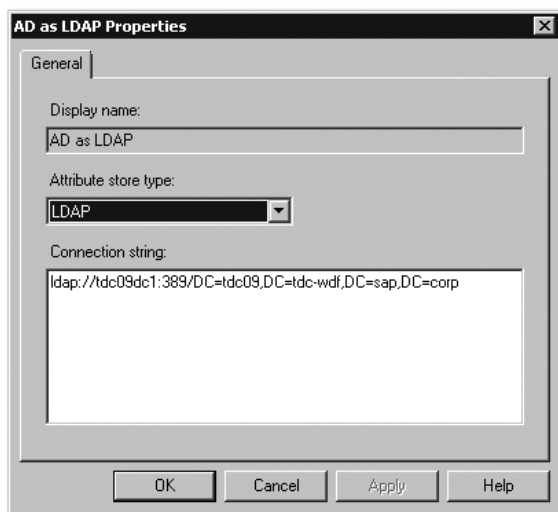 AD as LDAP Properties
General
Display name:
AD as LDAP
Attribute store type:
LDAP
Connection string:
ldap://tdc09dc1:389/DC=tdc09,DC=tdc-wdf,DC=sap,DC=corp
OK Cancel Apply Help